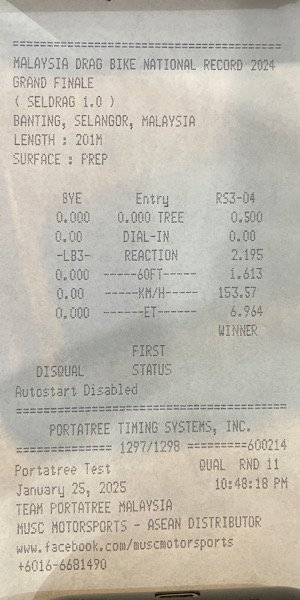 ==========================================
MALAYSIA DRAG BIKE NATIONAL RECORD 2024
GRAND FINALE
( SELDRAG 1.0 )
BANTING, SELANGOR, MALAYSIA
LENGTH : 201M
SURFACE : PREP
BYE Entry RS3-04
0.000 0.000 TREE 0.500
0.00 DIAL-IN 0.00
-LB3- REACTION 2.195
0.000 ------60FT------ 1.613
0.00 ------KM/H------ 153.57
0.000 -------ET------- 6.964
WINNER
FIRST
DISQUAL STATUS
Autostart Disabled
==========================================
PORTATREE TIMING SYSTEMS, INC.
============== 1297/1298 =========600214
Portatree Test QUAL RND 11
January 25, 2025 10:48:18 PM
TEAM PORTATREE MALAYSIA
MUSC MOTORSPORTS - ASEAN DISTRIBUTOR
www.facebook.com/muscmotorsports
+6016-6681490